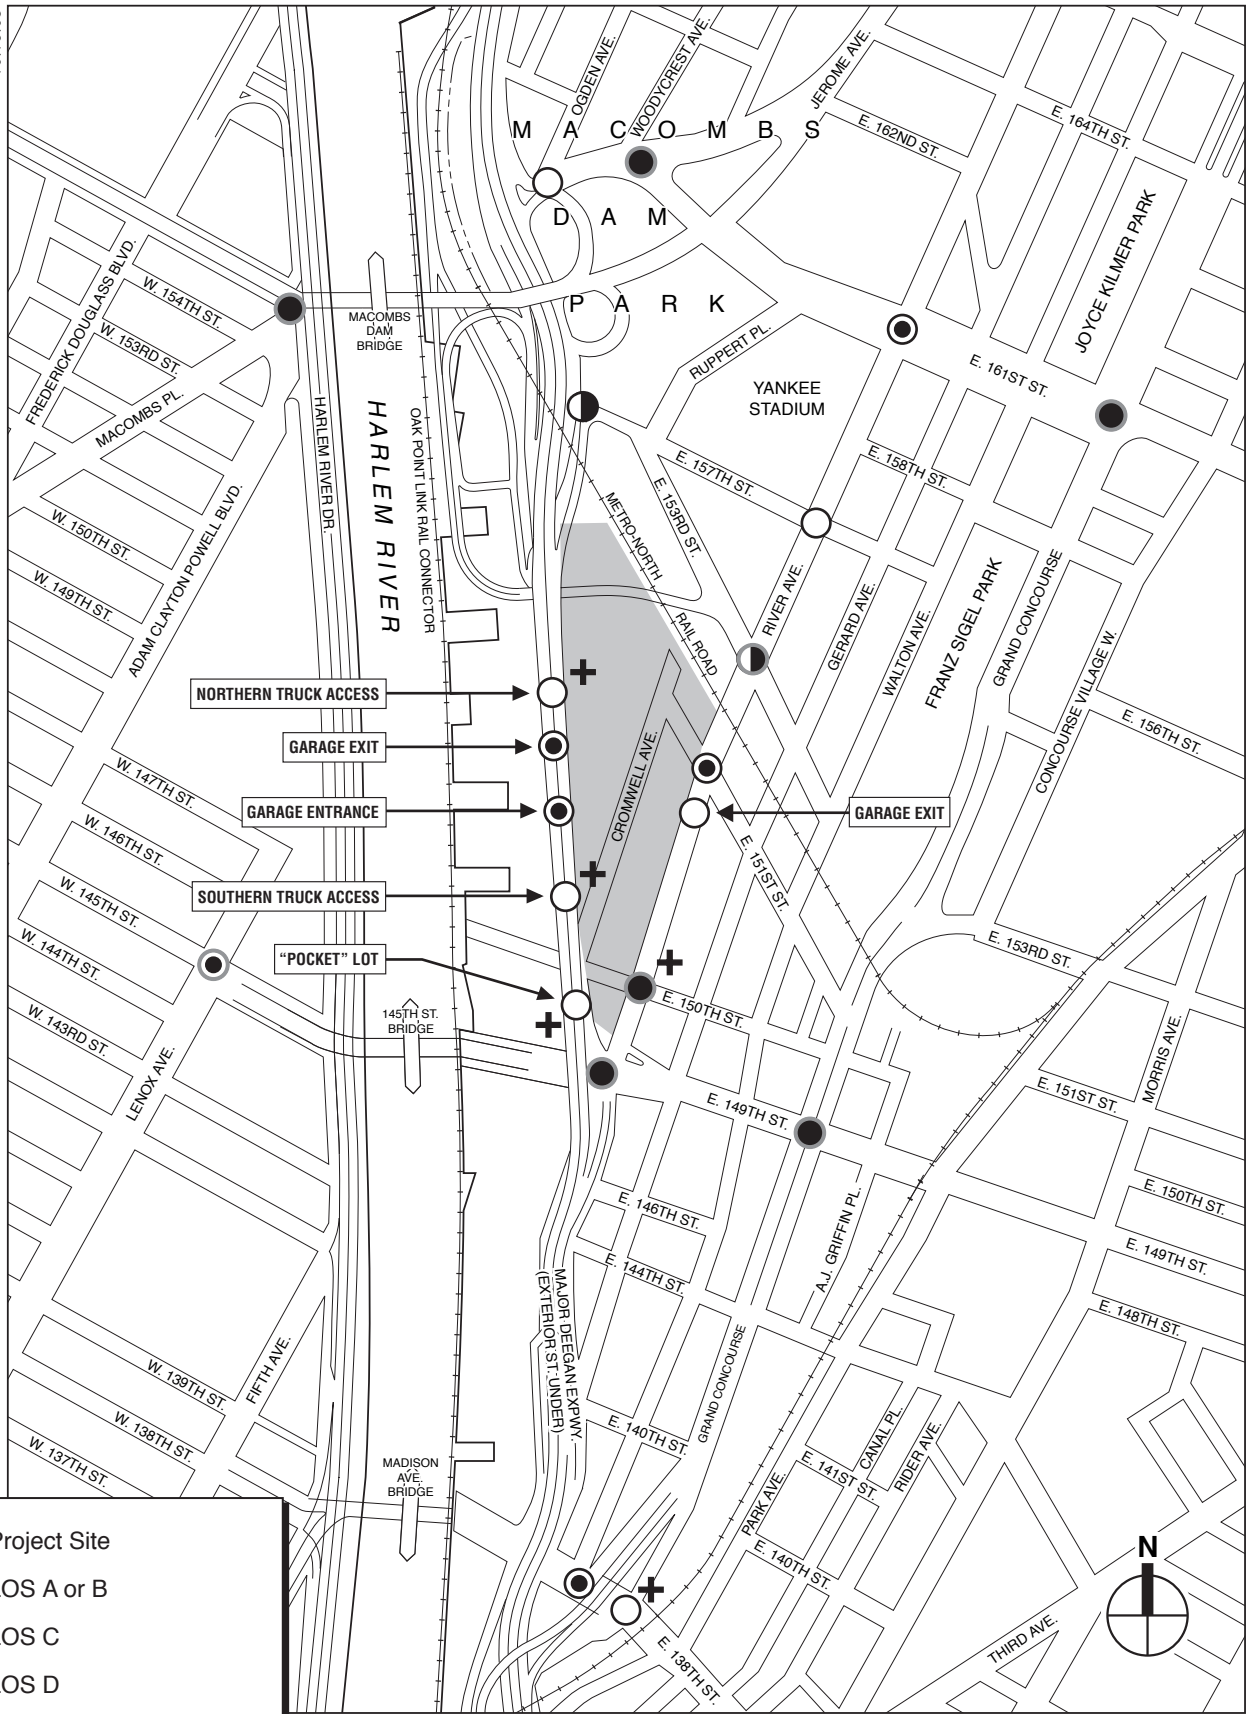 OGDEN AVE.
WOODYCREST AVE.
JEROME AVE.
M A C O M B S
E. 162ND ST.
E. 164TH ST.
D A M
P A R K
JOYCE KILMER PARK
FREDERICK DOUGLASS BLVD.
W. 154TH ST.
W. 153RD ST.
MACOMBS PL.
MACOMBS
DAM
BRIDGE
RUPPERT PL.
YANKEE
STADIUM
E. 161ST ST.
HARLEM RIVER DR.
HARLEM RIVER
OAK POINT LINK RAIL CONNECTOR
E. 157TH ST.
E. 158TH ST.
E. 153RD ST.
METRO-NORTH
RAIL ROAD
W. 150TH ST.
W. 149TH ST.
ADAM CLAYTON POWELL BLVD.
RIVER AVE.
GERARD AVE.
WALTON AVE.
FRANZ SIGEL PARK
GRAND CONCOURSE
CONCOURSE VILLAGE W.
E. 156TH ST.
NORTHERN TRUCK ACCESS
GARAGE EXIT
GARAGE ENTRANCE
CROMWELL AVE.
GARAGE EXIT
W. 147TH ST.
W. 146TH ST.
W. 145TH ST.
W. 144TH ST.
W. 143RD ST.
SOUTHERN TRUCK ACCESS
E. 151ST ST.
"POCKET" LOT
E. 153RD ST.
145TH ST.
BRIDGE
E. 150TH ST.
LENOX AVE.
MORRIS AVE.
E. 151ST ST.
E. 149TH ST.
E. 150TH ST.
E. 146TH ST.
A.J. GRIFFIN PL.
E. 149TH ST.
E. 144TH ST.
E. 148TH ST.
MAJOR DEEGAN EXPWY.
(EXTERIOR ST. UNDER)
GRAND CONCOURSE
FIFTH AVE.
W. 139TH ST.
W. 138TH ST.
W. 137TH ST.
E. 140TH ST.
CANAL PL.
RIDER AVE.
MADISON
AVE.
BRIDGE
E. 141ST ST.
PARK AVE.
E. 140TH ST.
N
THIRD AVE.
E. 138TH ST.
Project Site
LOS A or B
LOS C
LOS D